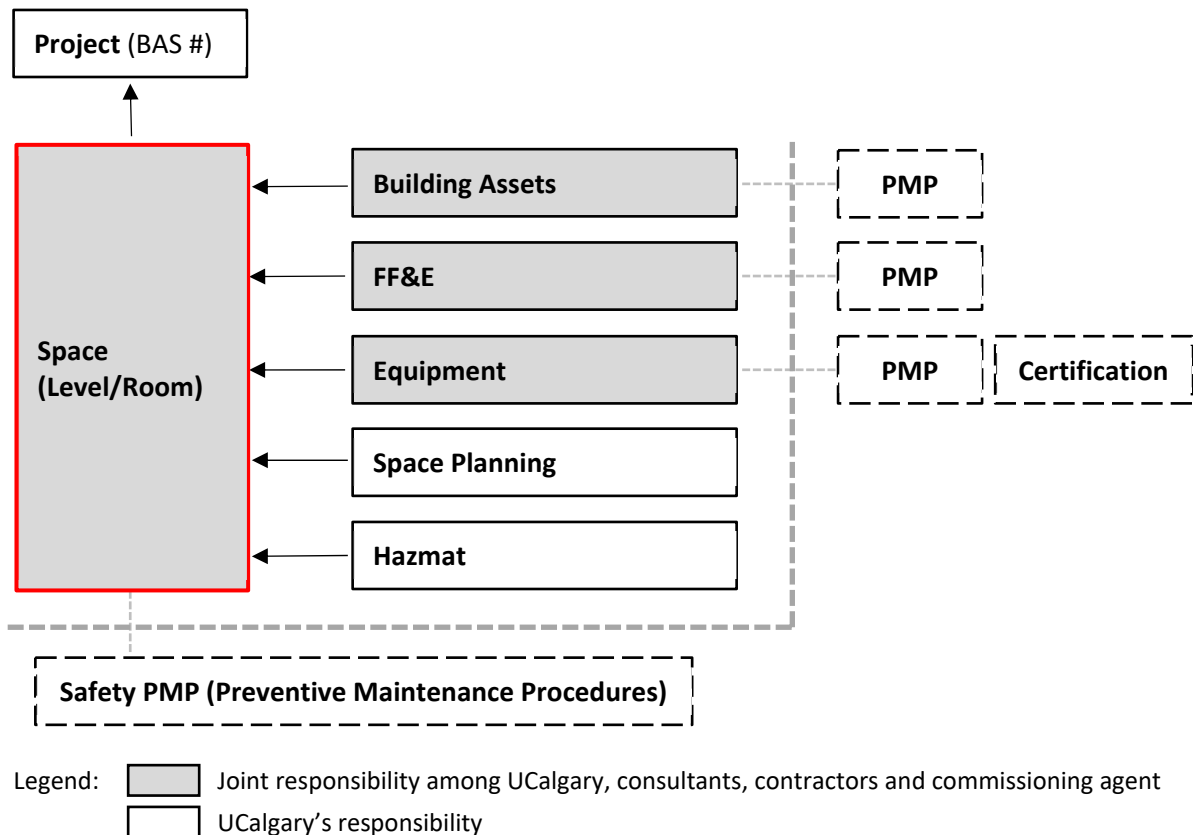 Project (BAS #)
Building Assets
PMP
FF&E
PMP
Space
(Level/Room)
Equipment
PMP
Certification
Space Planning
Hazmat
Safety PMP (Preventive Maintenance Procedures)
Legend:
Joint responsibility among UCalgary, consultants, contractors and commissioning agent
UCalgary's responsibility